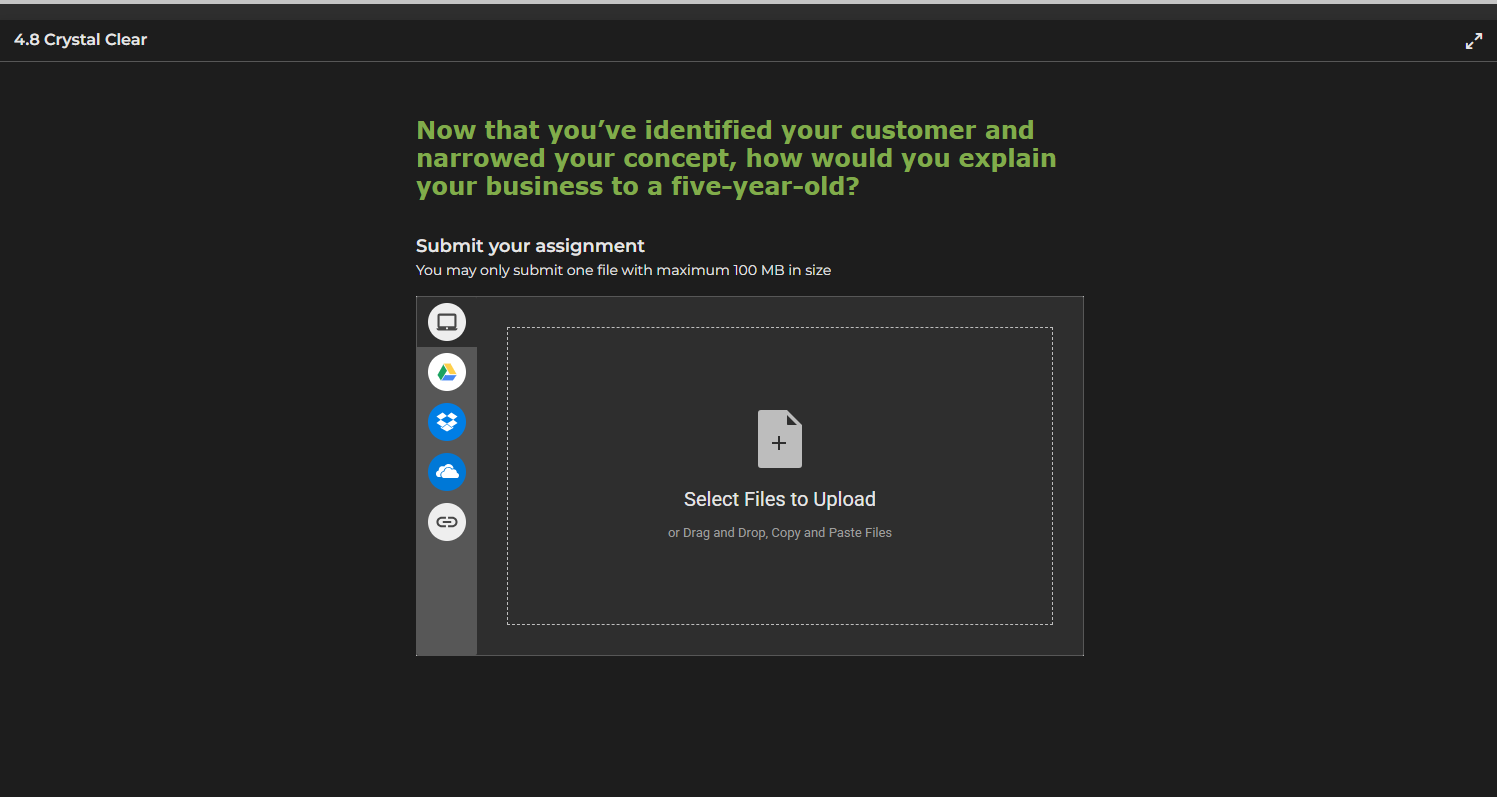 4.8 Crystal Clear
Now that you’ve identified your customer and
narrowed your concept, how would you explain
your business to a five-year-old?
Submit your assignment
You may only submit one file with maximum 100 MB in size
Select Files to Upload
or Drag and Drop, Copy and Paste Files